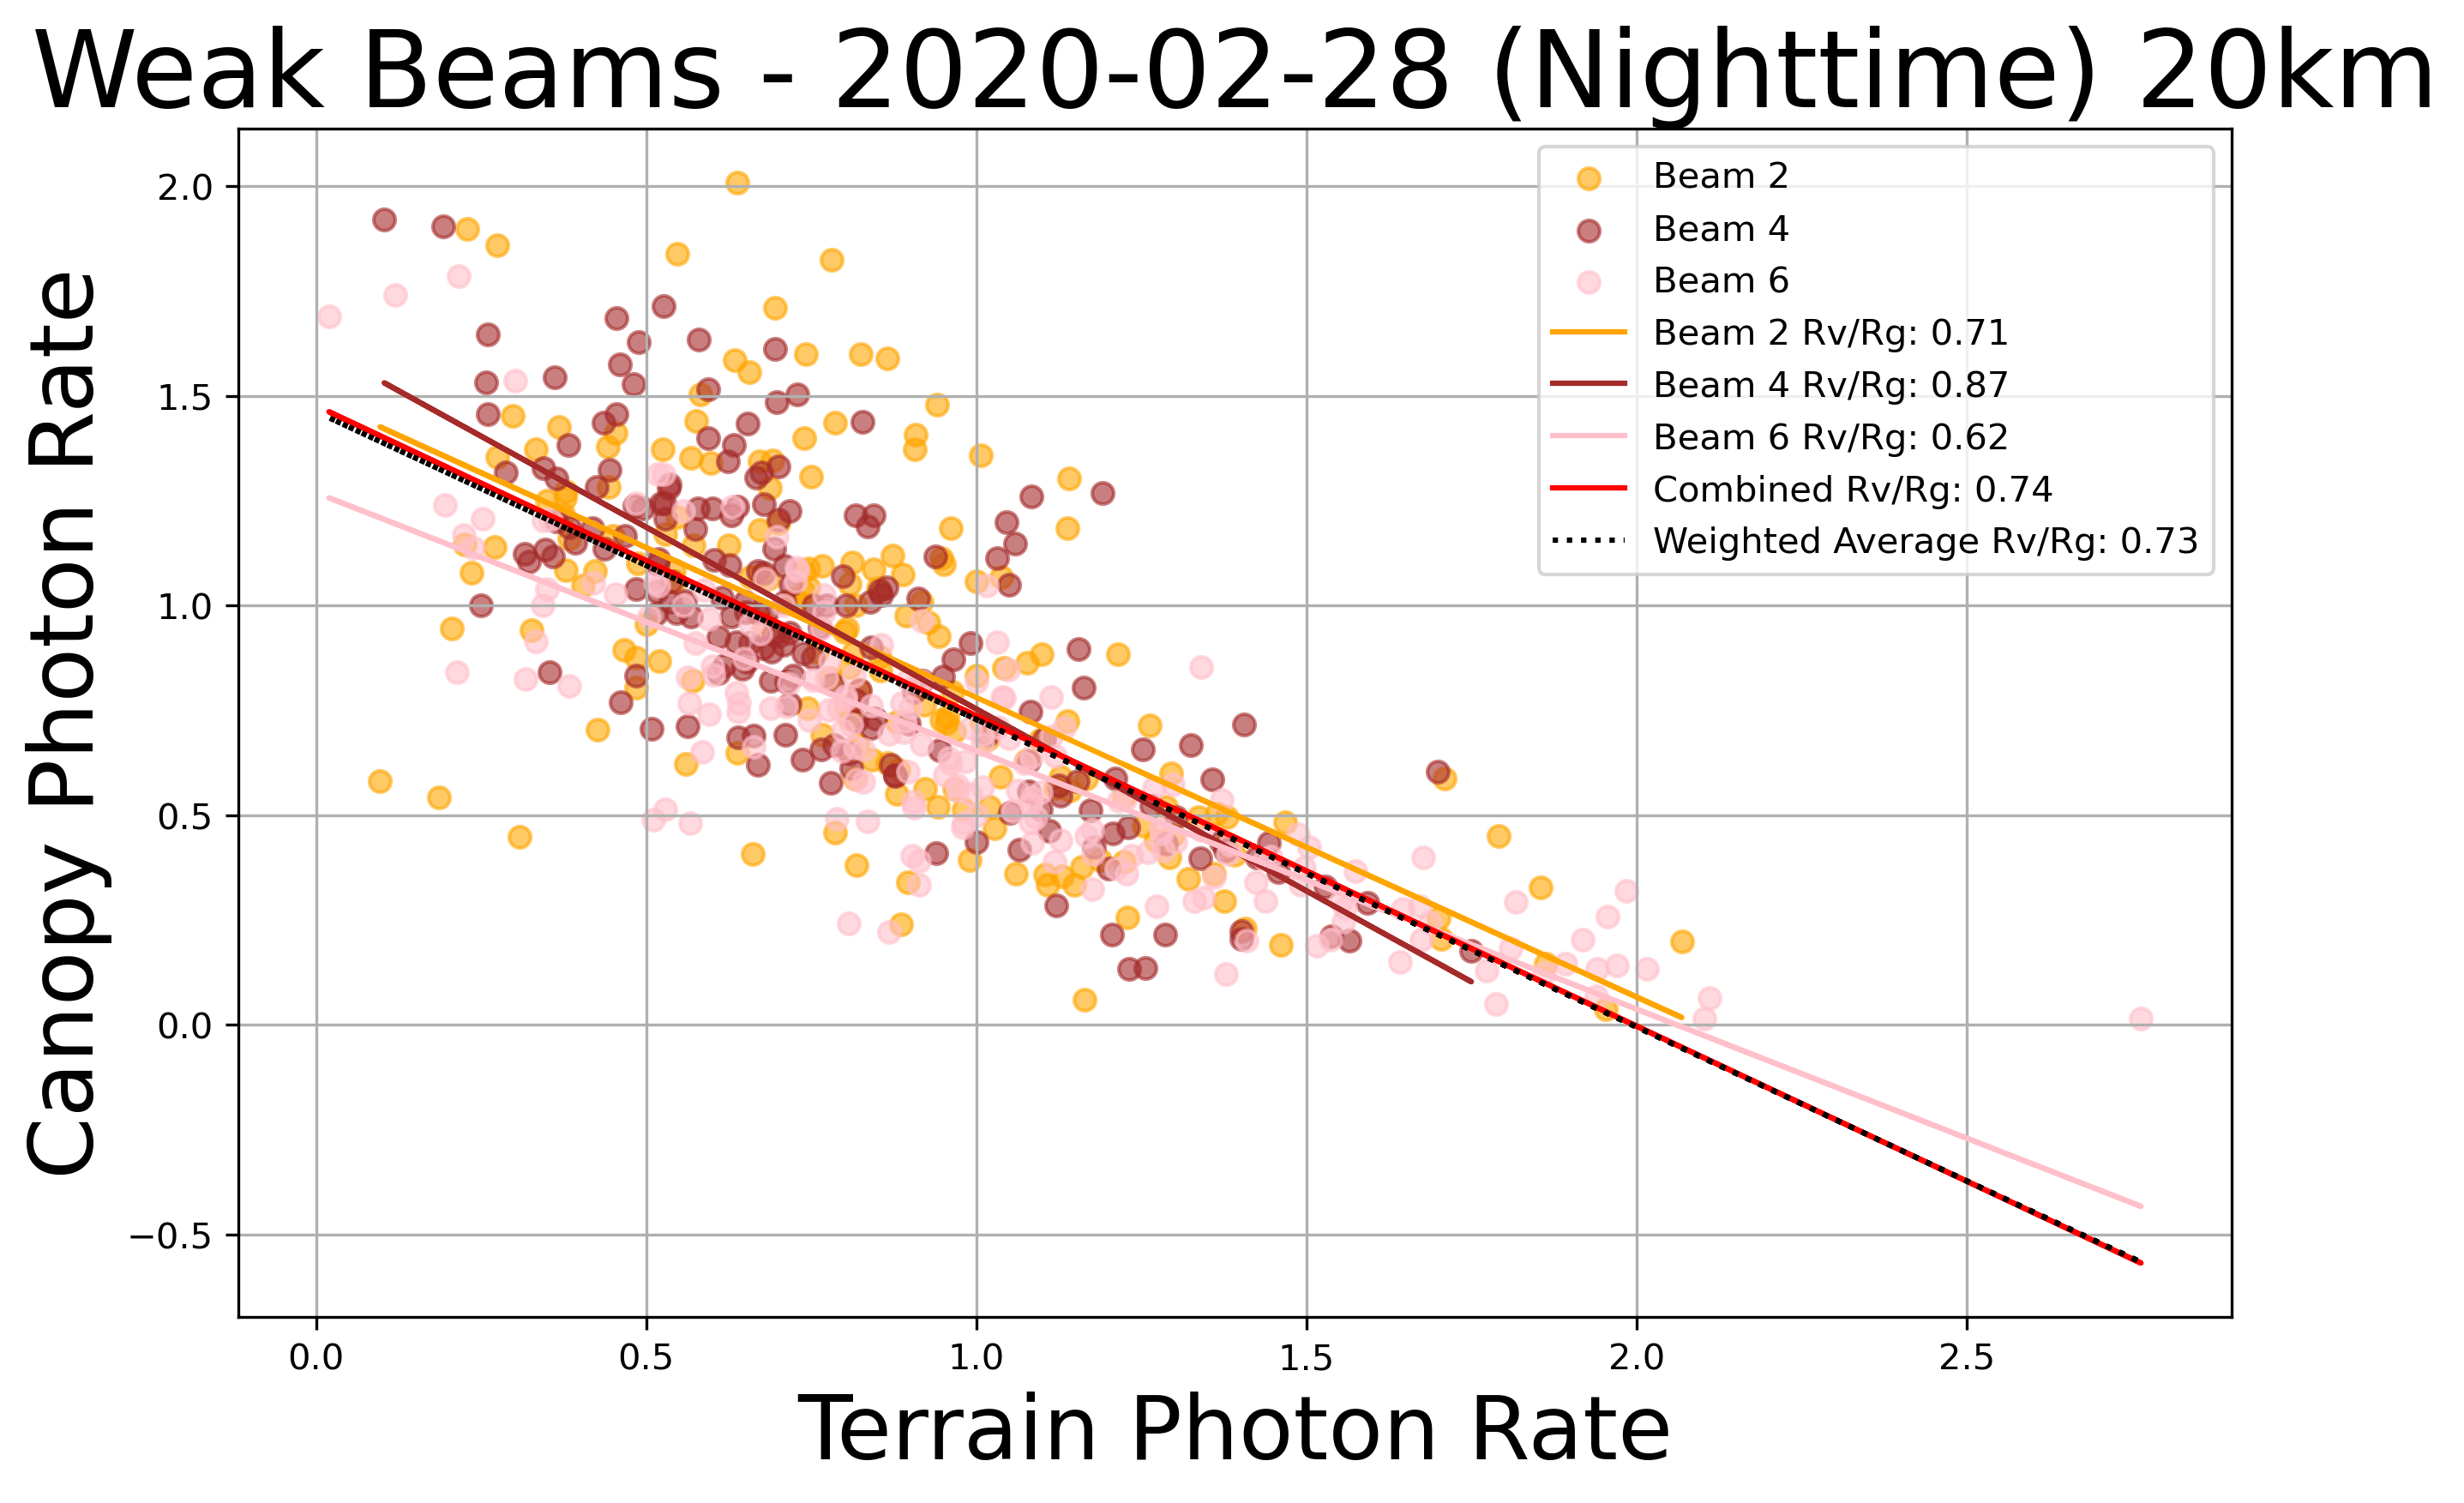 Weak Beams - 2020-02-28 (Nighttime) 20km
Canopy Photon Rate
2.0
1.5
1.0
0.5
0.0
−0.5
Beam 2
Beam 4
Beam 6
Beam 2 Rv/Rg: 0.71
Beam 4 Rv/Rg: 0.87
Beam 6 Rv/Rg: 0.62
Combined Rv/Rg: 0.74
Weighted Average Rv/Rg: 0.73
0.0 0.5 1.0 1.5 2.0 2.5
Terrain Photon Rate